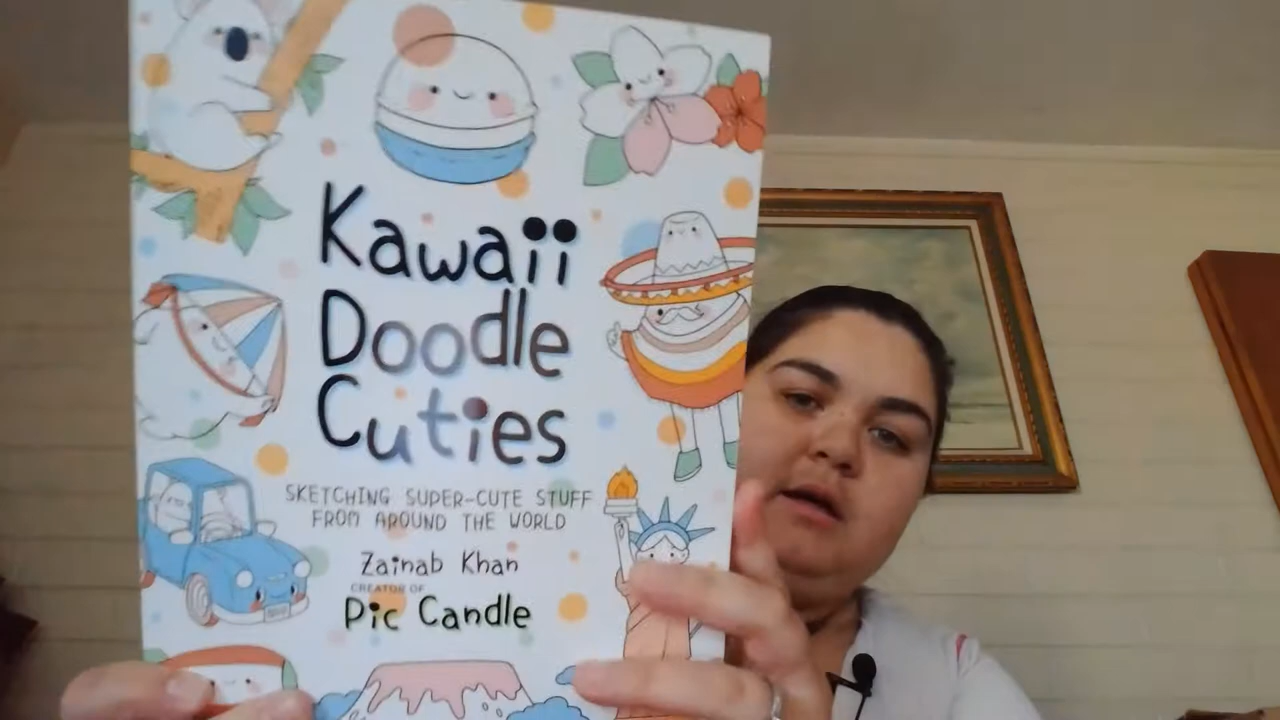 Kawaii
Doodle
Cuties
SKETCHING SUPER-CUTE STUFF
FROM AROUND THE WORLD
Zainab Khan
CREATOR OF
Pic Candle